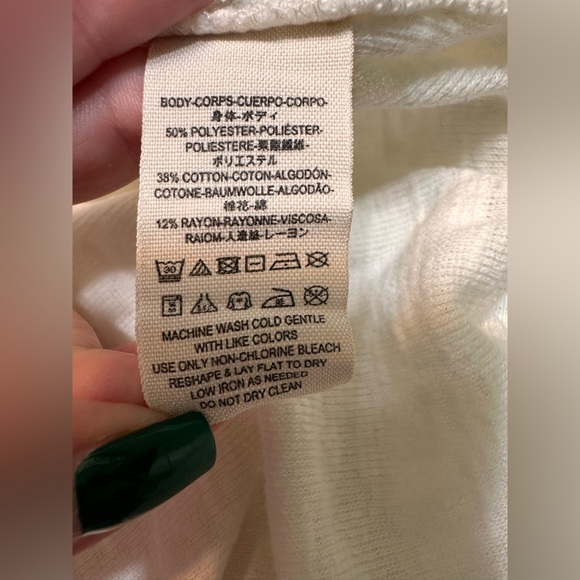 BODY-CORPS-CUERPO-CORPO-
身体-ボディ
50% POLYESTER-POLIÉSTER-
POLIESTERE-聚酯纖維-
ポリエステル
38% COTTON-COTON-ALGODÓN-
COTONE-BAUMWOLLE-ALGODÃO-
棉花-綿
12% RAYON-RAYONNE-VISCOSA-
RAIOM-人造絲-レーヨン
30
MACHINE WASH COLD GENTLE
WITH LIKE COLORS
USE ONLY NON-CHLORINE BLEACH
RESHAPE & LAY FLAT TO DRY
LOW IRON AS NEEDED
DO NOT DRY CLEAN